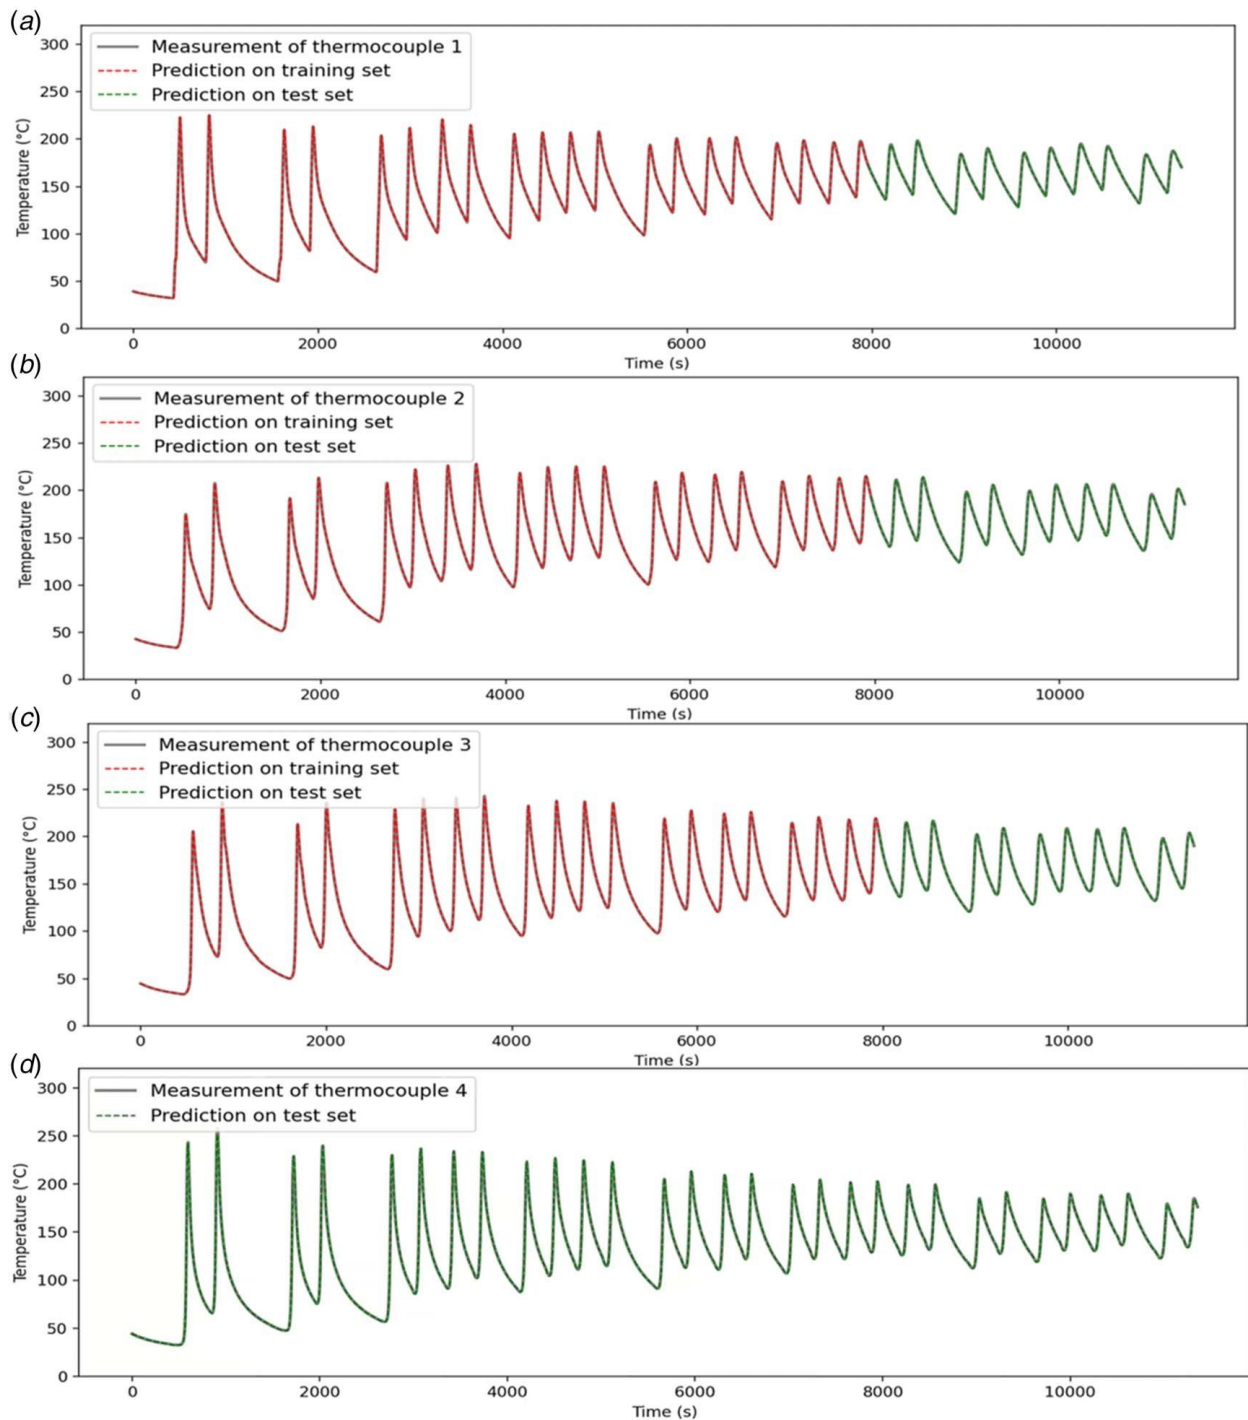 (a)
300
250
200
150
100
50
0
Temperature (°C)
Measurement of thermocouple 1
Prediction on training set
Prediction on test set
0 2000 4000 6000 8000 10000
Time (s)
(b)
300
250
200
150
100
50
0
Temperature (°C)
Measurement of thermocouple 2
Prediction on training set
Prediction on test set
0 2000 4000 6000 8000 10000
Time (s)
(c)
300
250
200
150
100
50
0
Temperature (°C)
Measurement of thermocouple 3
Prediction on training set
Prediction on test set
0 2000 4000 6000 8000 10000
Time (s)
(d)
300
250
200
150
100
50
0
Temperature (°C)
Measurement of thermocouple 4
Prediction on test set
0 2000 4000 6000 8000 10000
Time (s)